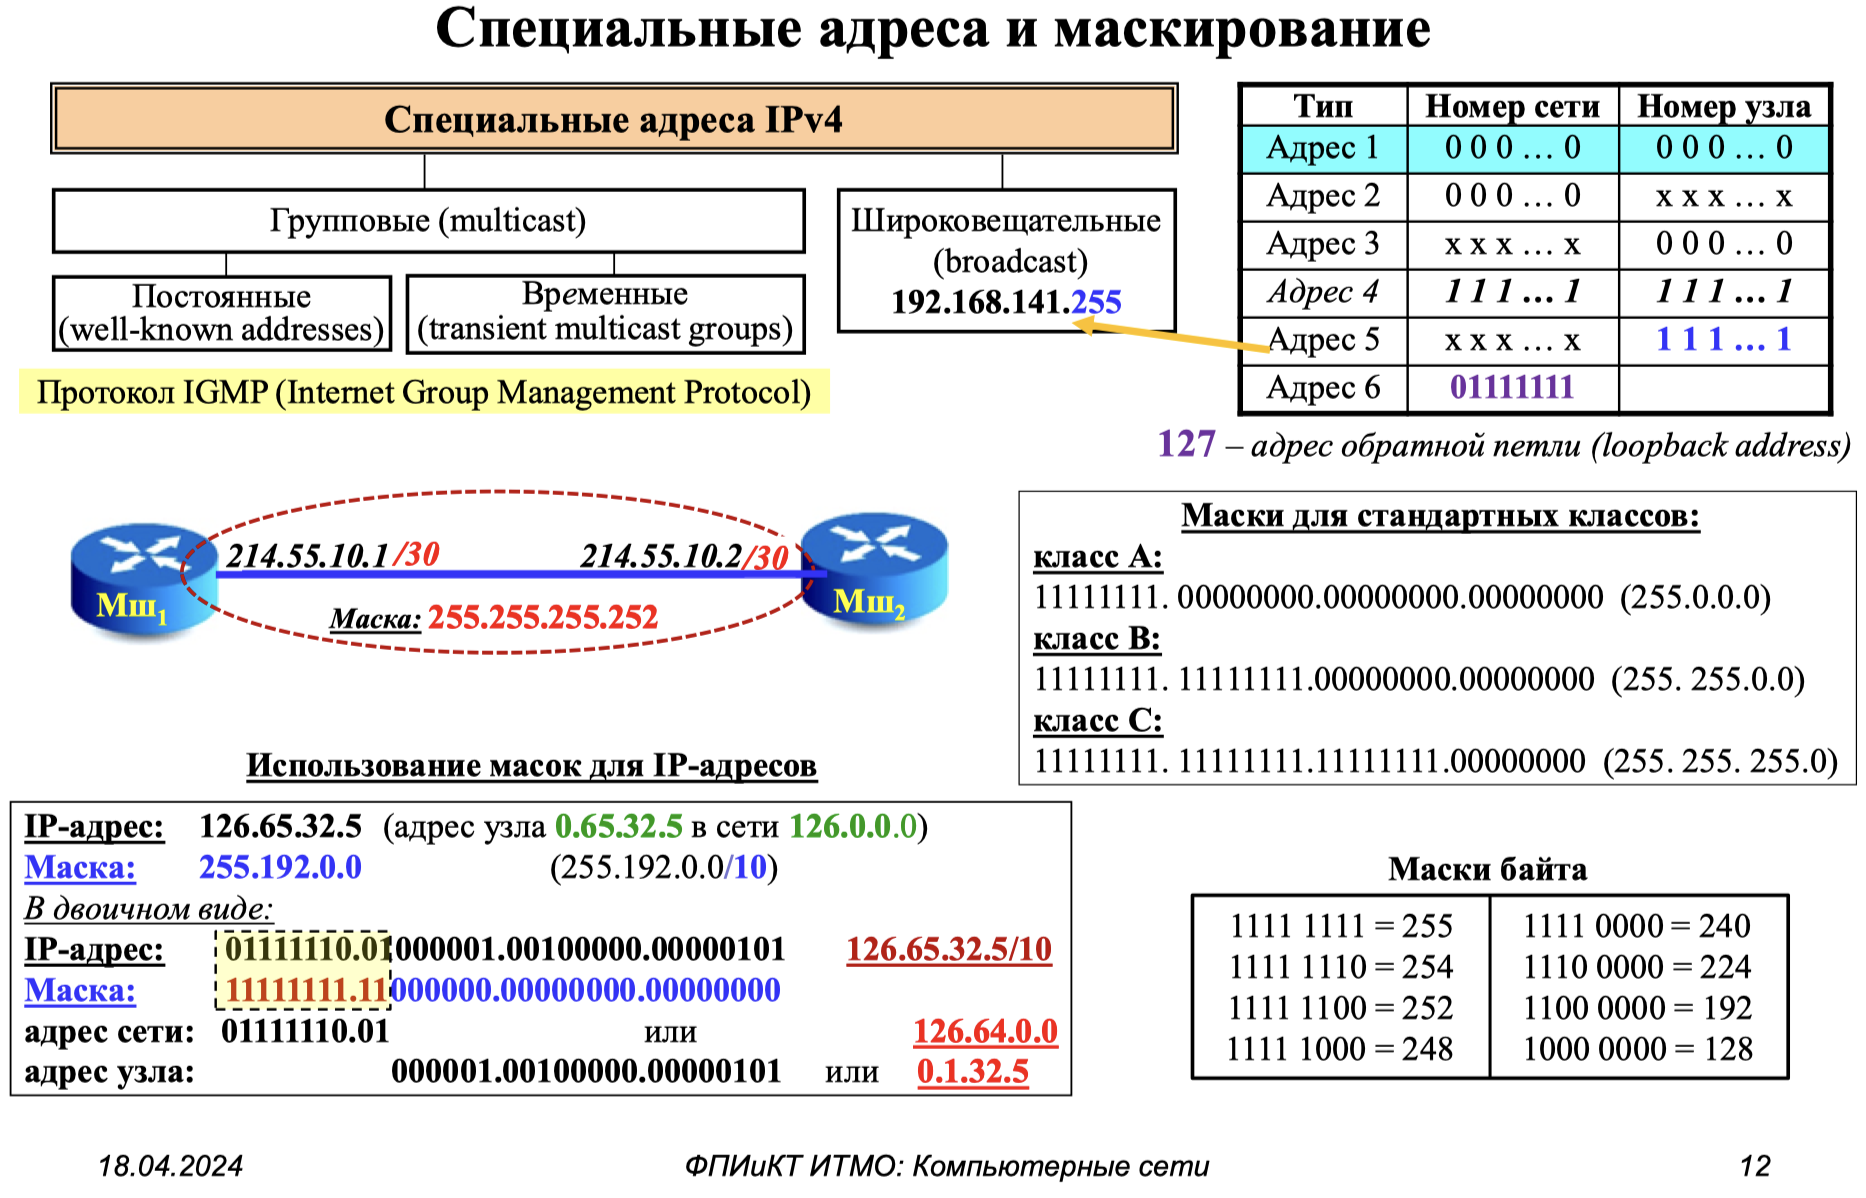 Специальные адреса и маскирование
Специальные адреса IPv4
Групповые (multicast)
Постоянные
(well-known addresses)
Временные
(transient multicast groups)
Широковещательные
(broadcast)
192.168.141.255
Протокол IGMP (Internet Group Management Protocol)
Тип Номер сети Номер узла
Адрес 1 0 0 0 … 0 0 0 0 … 0
Адрес 2 0 0 0 … 0 x x x … x
Адрес 3 x x x … x 0 0 0 … 0
Адрес 4 1 1 1 … 1 1 1 1 … 1
Адрес 5 x x x … x 1 1 1 … 1
Адрес 6 01111111
127 – адрес обратной петли (loopback address)
214.55.10.1/30 214.55.10.2/30
Мш1 Мш2
Маска: 255.255.255.252
Маски для стандартных классов:
класс А:
11111111. 00000000.00000000.00000000 (255.0.0.0)
класс В:
11111111. 11111111.00000000.00000000 (255. 255.0.0)
класс С:
11111111. 11111111.11111111.00000000 (255. 255. 255.0)
Использование масок для IP-адресов
IP-адрес: 126.65.32.5 (адрес узла 0.65.32.5 в сети 126.0.0.0)
Маска: 255.192.0.0 (255.192.0.0/10)
В двоичном виде:
IP-адрес: 01111110.01000001.00100000.00000101 126.65.32.5/10
Маска: 11111111.11000000.00000000.00000000
адрес сети: 01111110.01 или 126.64.0.0
адрес узла: 000001.00100000.00000101 или 0.1.32.5
Маски байта
1111 1111 = 255 1111 0000 = 240
1111 1110 = 254 1110 0000 = 224
1111 1100 = 252 1100 0000 = 192
1111 1000 = 248 1000 0000 = 128
18.04.2024 ФПИиКТ ИТМО: Компьютерные сети 12